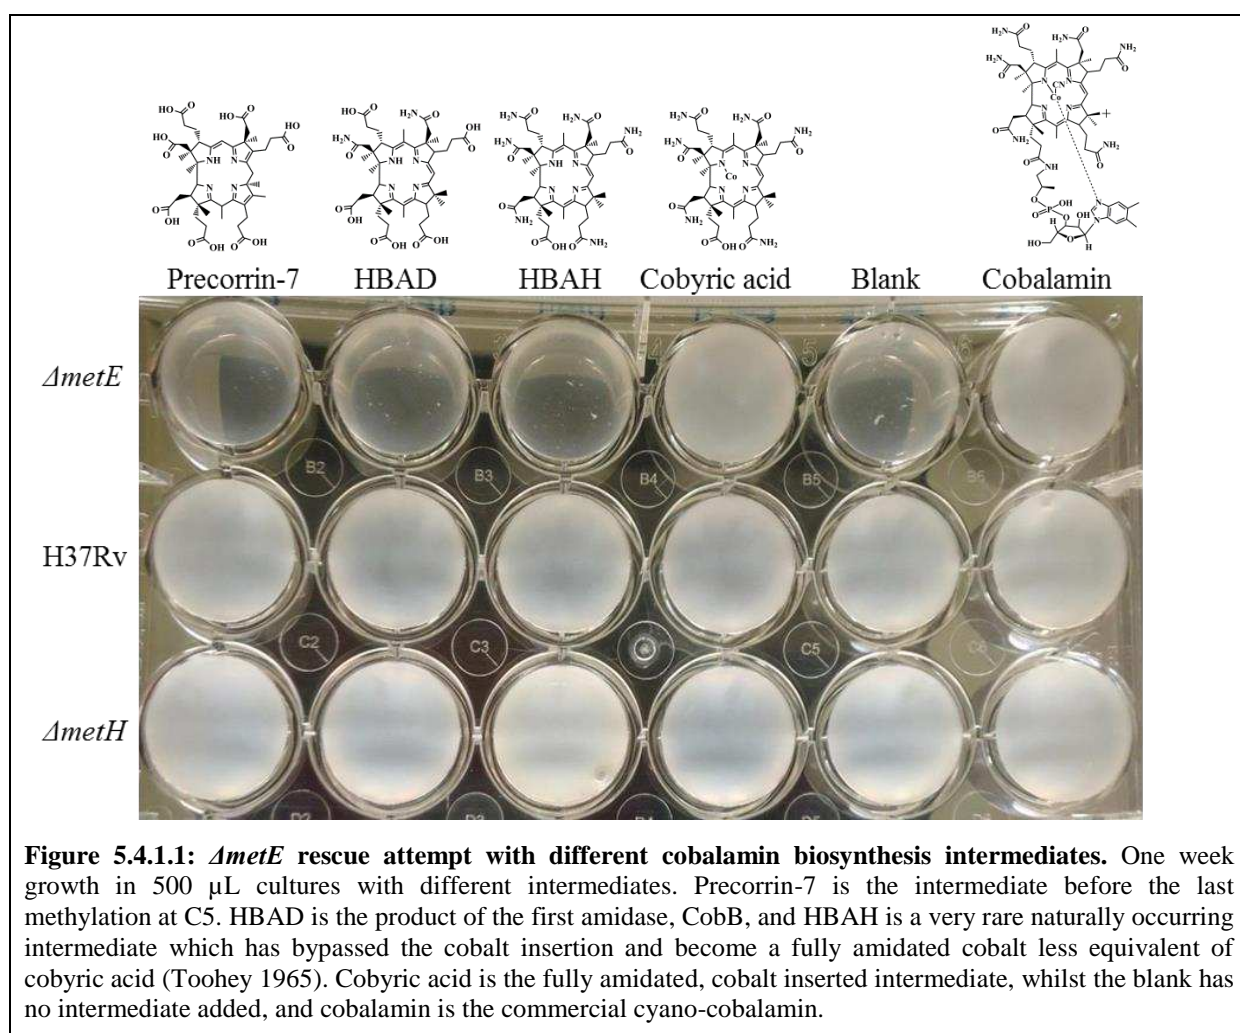 Precorrin-7 HBAD HBAH Cobyric acid Blank Cobalamin
ΔmetE
B2 B3 B4 B5 B6
H37Rv
C2 C3 C5 C6
ΔmetH
Figure 5.4.1.1: ΔmetE rescue attempt with different cobalamin biosynthesis intermediates. One week
growth in 500 µL cultures with different intermediates. Precorrin-7 is the intermediate before the last
methylation at C5. HBAD is the product of the first amidase, CobB, and HBAH is a very rare naturally occurring
intermediate which has bypassed the cobalt insertion and become a fully amidated cobalt less equivalent of
cobyric acid (Toohey 1965). Cobyric acid is the fully amidated, cobalt inserted intermediate, whilst the blank has
no intermediate added, and cobalamin is the commercial cyano-cobalamin.